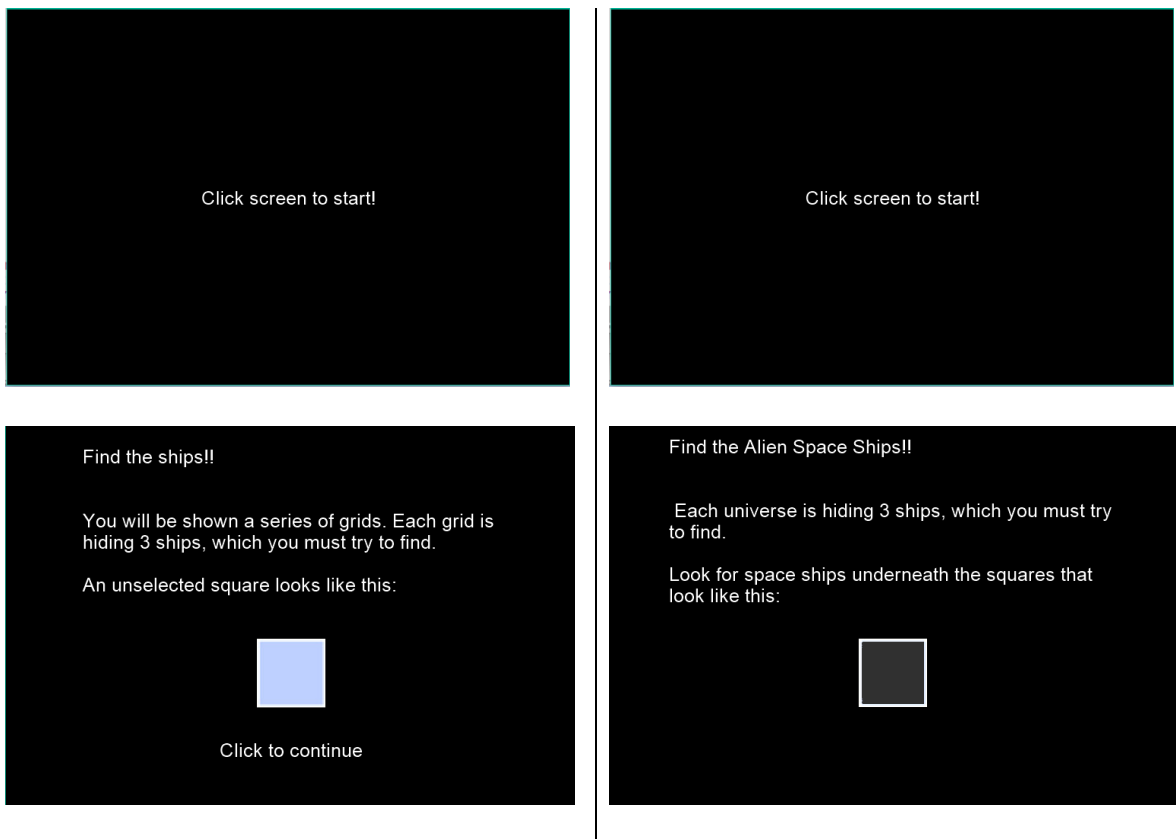 Click screen to start!
Click screen to start!
Find the ships!!
You will be shown a series of grids. Each grid is
hiding 3 ships, which you must try to find.
An unselected square looks like this:
Click to continue
Find the Alien Space Ships!!
Each universe is hiding 3 ships, which you must try
to find.
Look for space ships underneath the squares that
look like this: